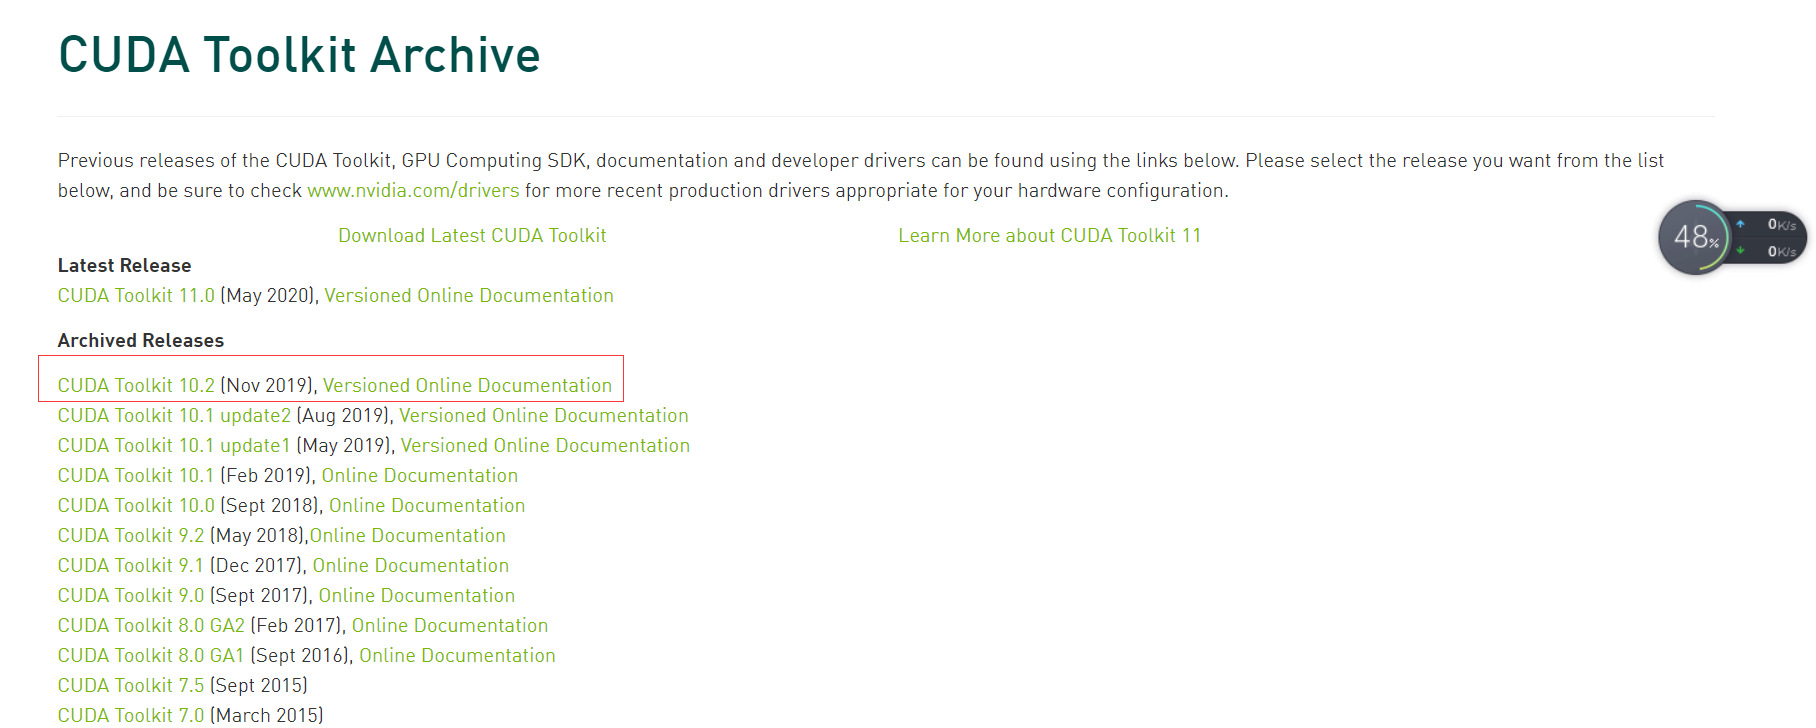 CUDA Toolkit Archive
Previous releases of the CUDA Toolkit, GPU Computing SDK, documentation and developer drivers can be found using the links below. Please select the release you want from the list
below, and be sure to check www.nvidia.com/drivers for more recent production drivers appropriate for your hardware configuration.
Download Latest CUDA Toolkit Learn More about CUDA Toolkit 11
48% 0K/s
0K/s
Latest Release
CUDA Toolkit 11.0 (May 2020), Versioned Online Documentation
Archived Releases
CUDA Toolkit 10.2 (Nov 2019), Versioned Online Documentation
CUDA Toolkit 10.1 update2 (Aug 2019), Versioned Online Documentation
CUDA Toolkit 10.1 update1 (May 2019), Versioned Online Documentation
CUDA Toolkit 10.1 (Feb 2019), Online Documentation
CUDA Toolkit 10.0 (Sept 2018), Online Documentation
CUDA Toolkit 9.2 (May 2018),Online Documentation
CUDA Toolkit 9.1 (Dec 2017), Online Documentation
CUDA Toolkit 9.0 (Sept 2017), Online Documentation
CUDA Toolkit 8.0 GA2 (Feb 2017), Online Documentation
CUDA Toolkit 8.0 GA1 (Sept 2016), Online Documentation
CUDA Toolkit 7.5 (Sept 2015)
CUDA Toolkit 7.0 (March 2015)